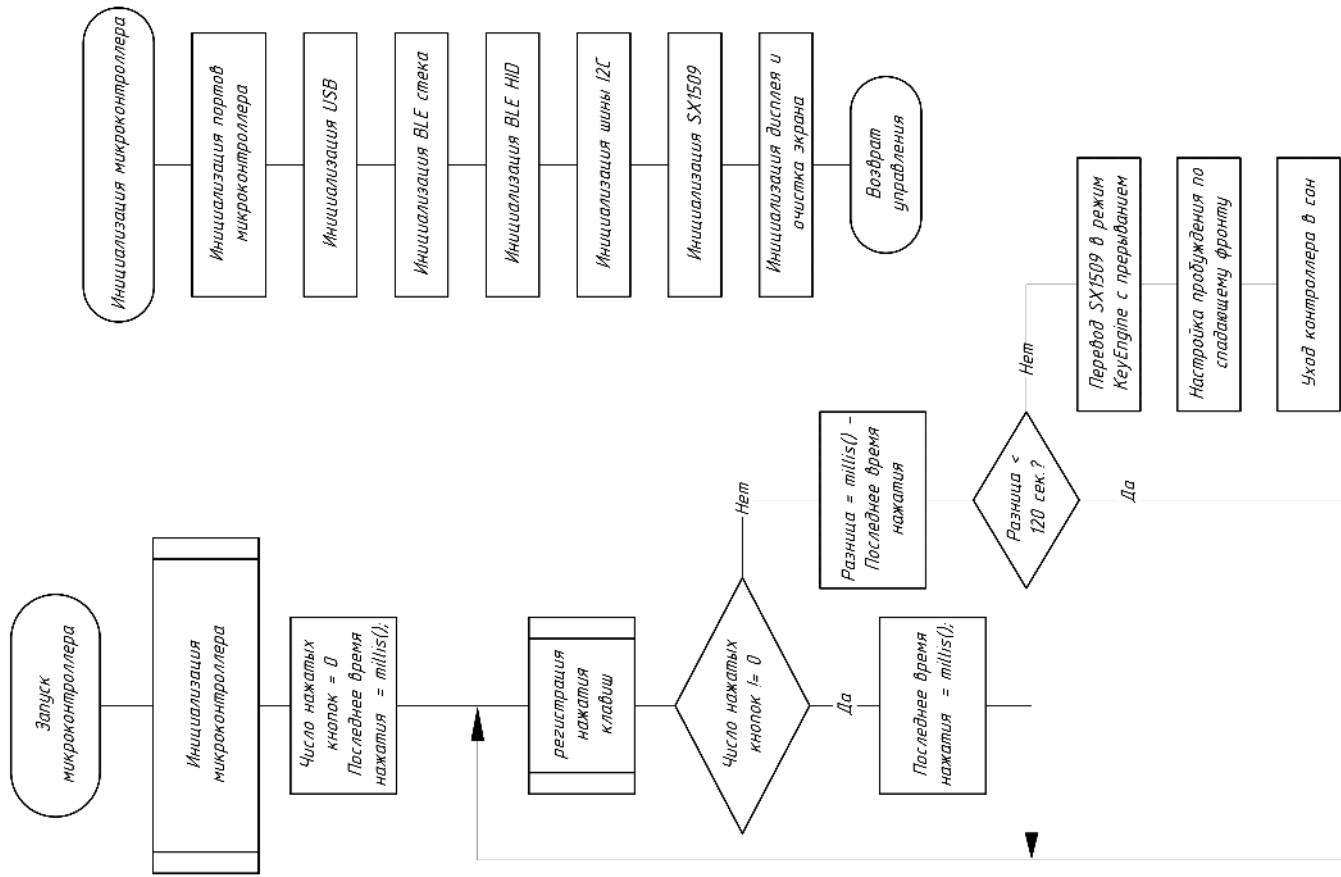 Запуск
микроконтроллера
Инициализация
микроконтроллера
Число нажатых
кнопок = 0
Последнее время
нажатия = millis();
регистрация
нажатия
клавиш
Число нажатых
кнопок != 0
Да
Нет
Последнее время
нажатия = millis();
Разница = millis() -
Последнее время
нажатия
Разница <
120 сек.?
Да
Нет
Перевод SX1509 в режим
KeyEngine с прерыванием
Настройка пробуждения по
спадающему фронту
Уход контроллера в сон
Инициализация микроконтроллера
Инициализация портов
микроконтроллера
Инициализация USB
Инициализация BLE стека
Инициализация BLE HID
Инициализация шины I2C
Инициализация SX1509
Инициализация дисплея и
очистка экрана
Возврат
управления